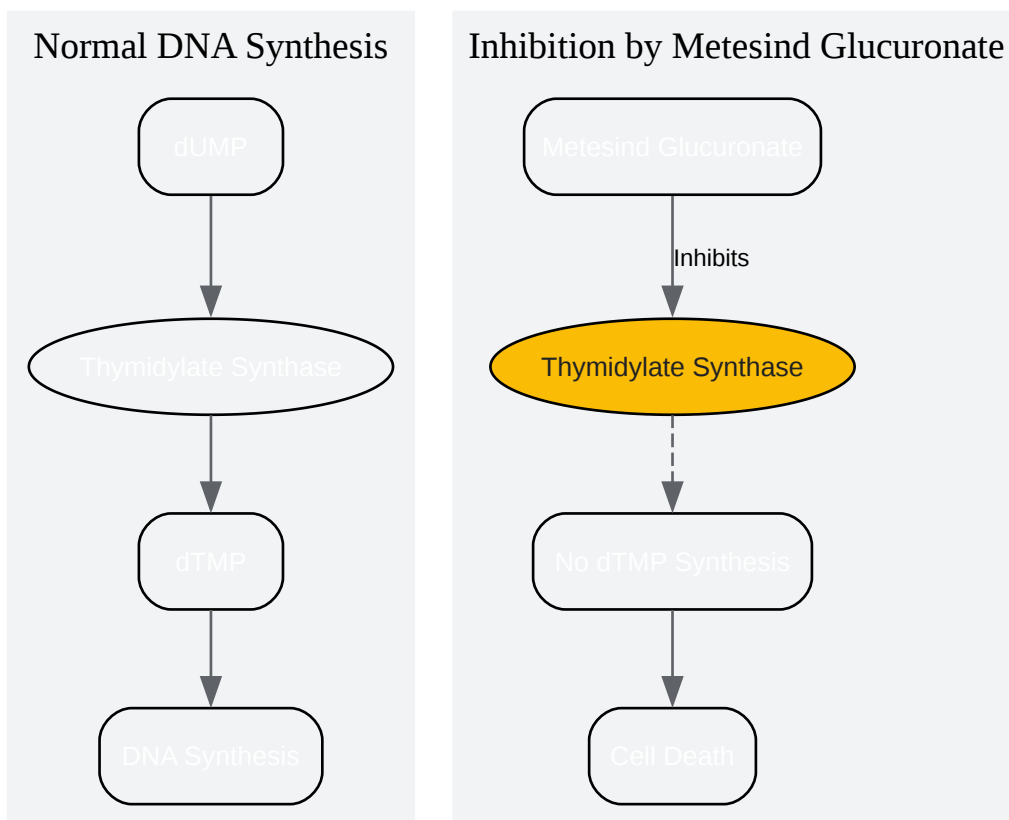 Normal DNA Synthesis
dUMP
Thymidylate Synthase
dTMP
DNA Synthesis
Inhibition by Metesind Glucuronate
Metesind Glucuronate
Inhibits
Thymidylate Synthase
No dTMP Synthesis
Cell Death